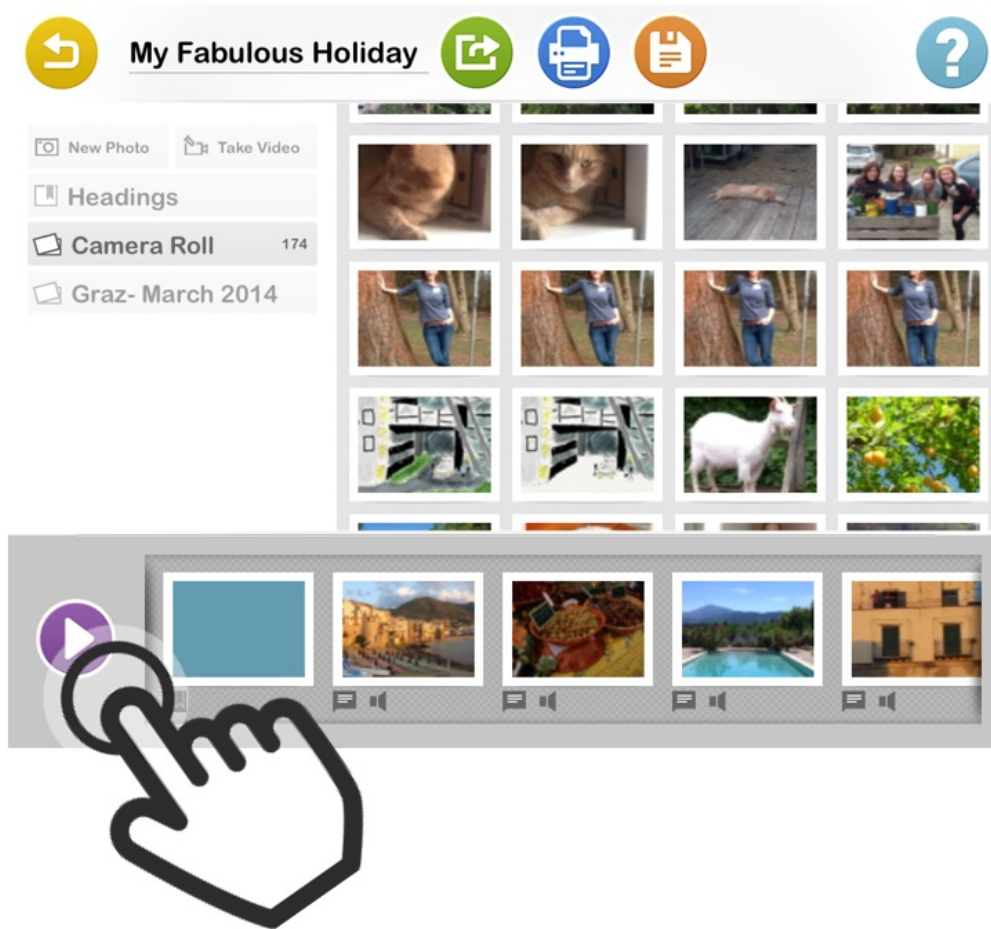 My Fabulous Holiday
?
New Photo
Take Video
Headings
Camera Roll 174
Graz- March 2014